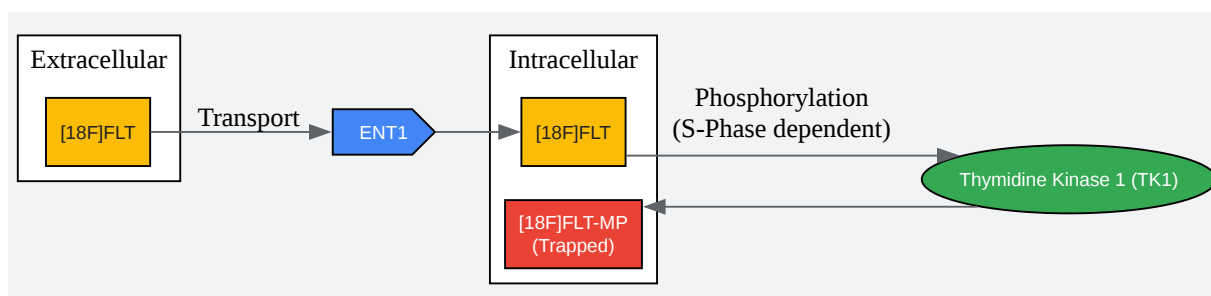 Extracellular
[18F]FLT
Transport
ENT1
Intracellular
[18F]FLT
Phosphorylation
(S-Phase dependent)
Thymidine Kinase 1 (TK1)
[18F]FLT-MP
(Trapped)